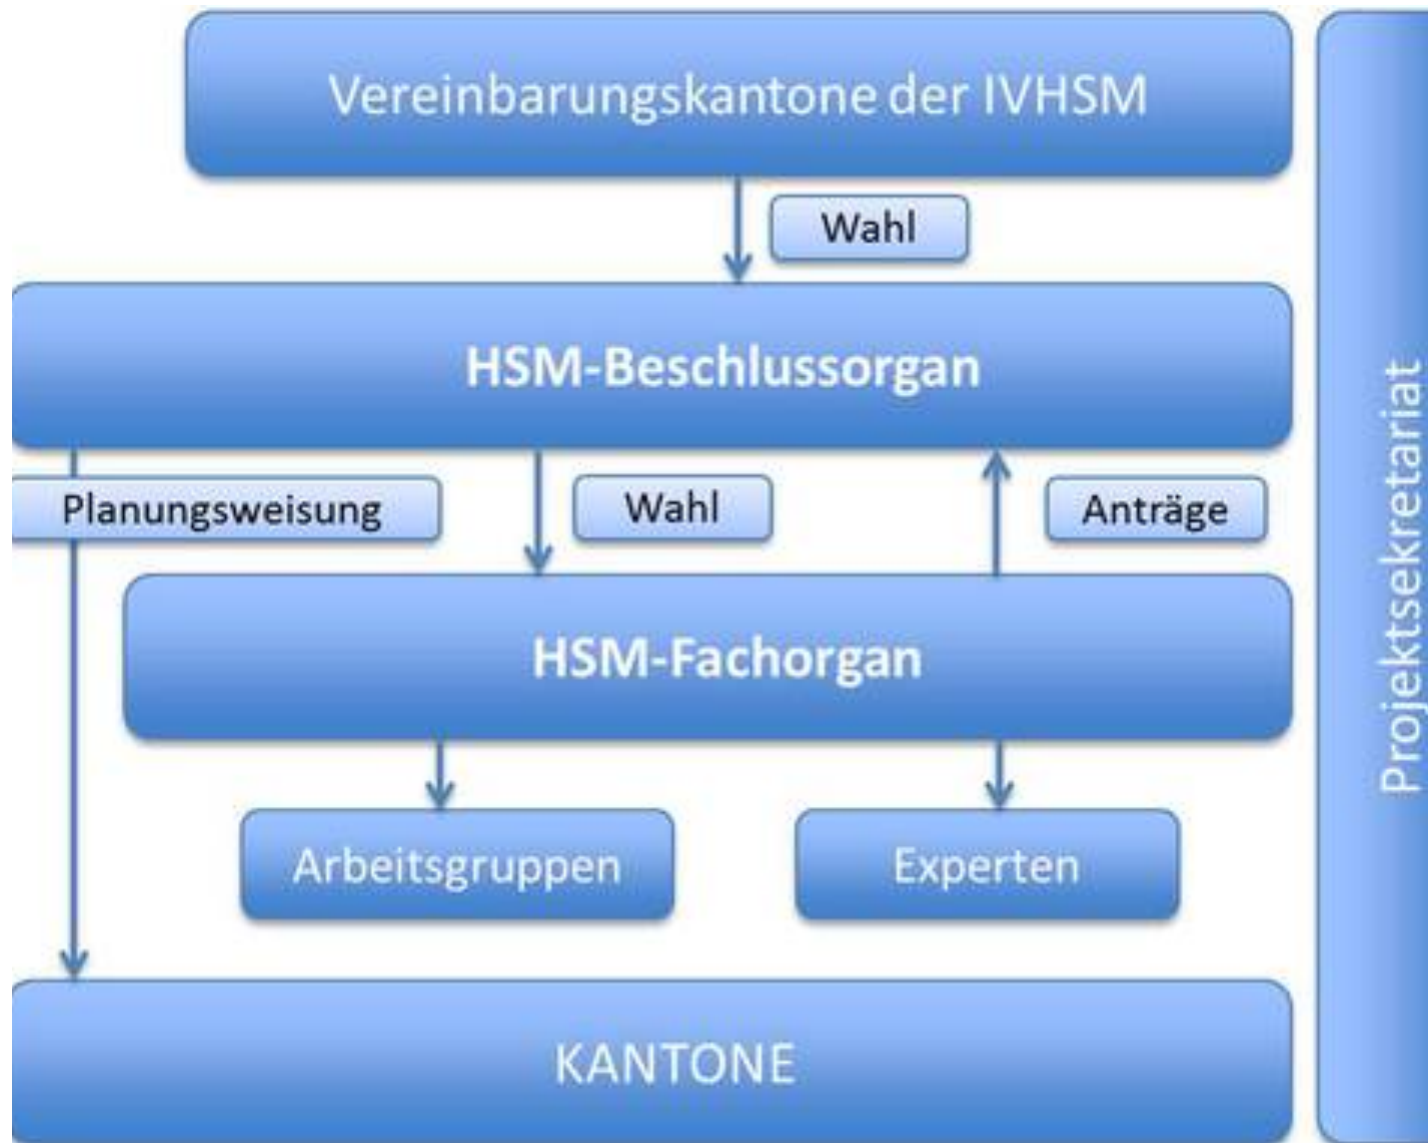 Vereinbarungskantone der IVHSM
Wahl
HSM-Beschlussorgan
Planungsweisung
Wahl
Anträge
HSM-Fachorgan
Arbeitsgruppen
Experten
KANTONE
Projektsekretariat